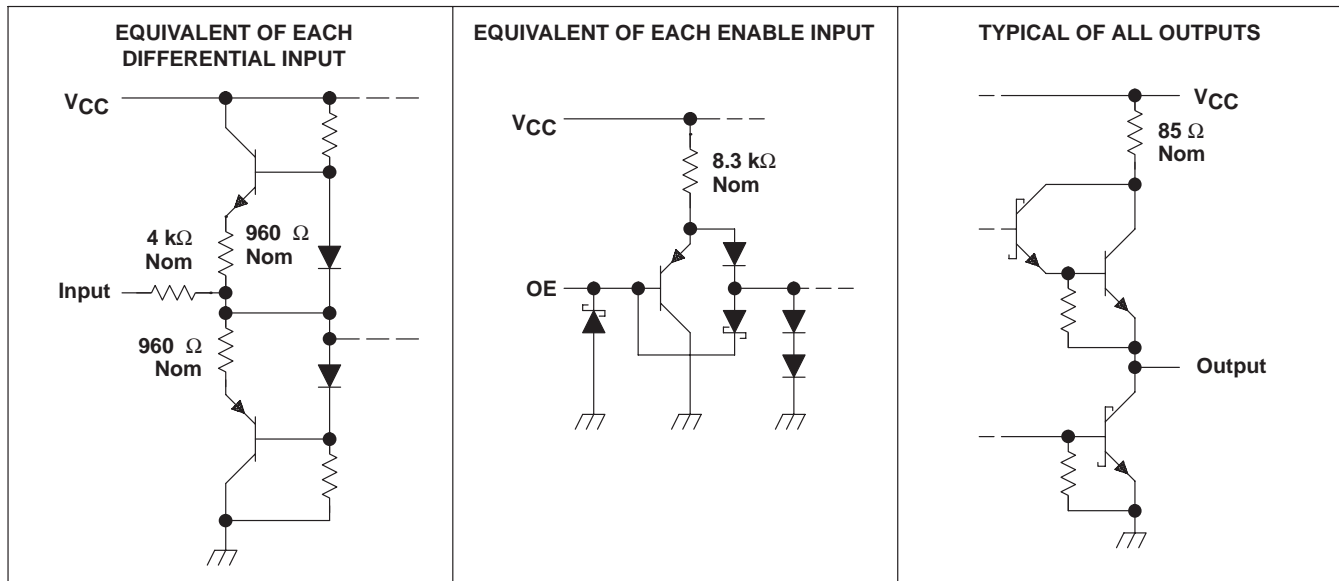 EQUIVALENT OF EACH
DIFFERENTIAL INPUT
VCC
4 kΩ
Nom
960 Ω
Nom
Input
960 Ω
Nom
EQUIVALENT OF EACH ENABLE INPUT
VCC
8.3 kΩ
Nom
OE
TYPICAL OF ALL OUTPUTS
VCC
85 Ω
Nom
Output